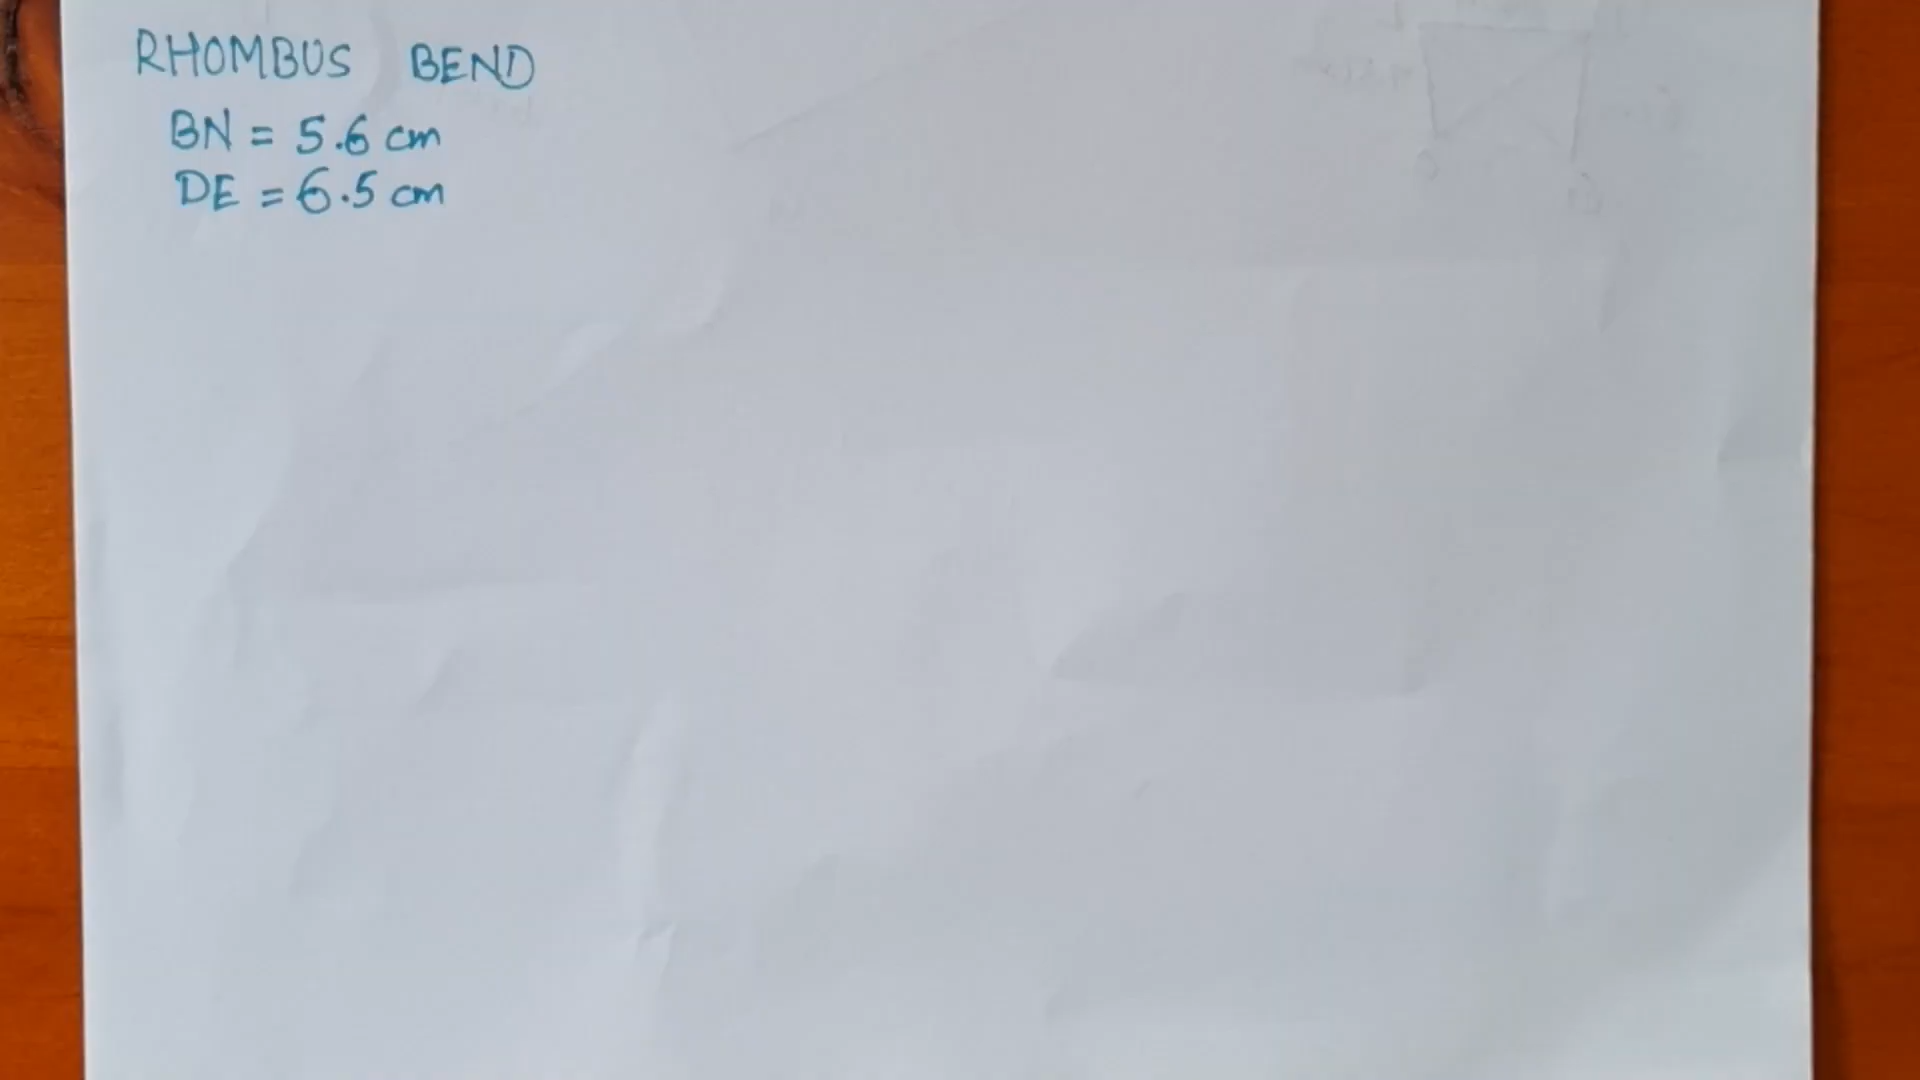 RHOMBUS BEND
BN = 5.6 cm
DE = 6.5 cm